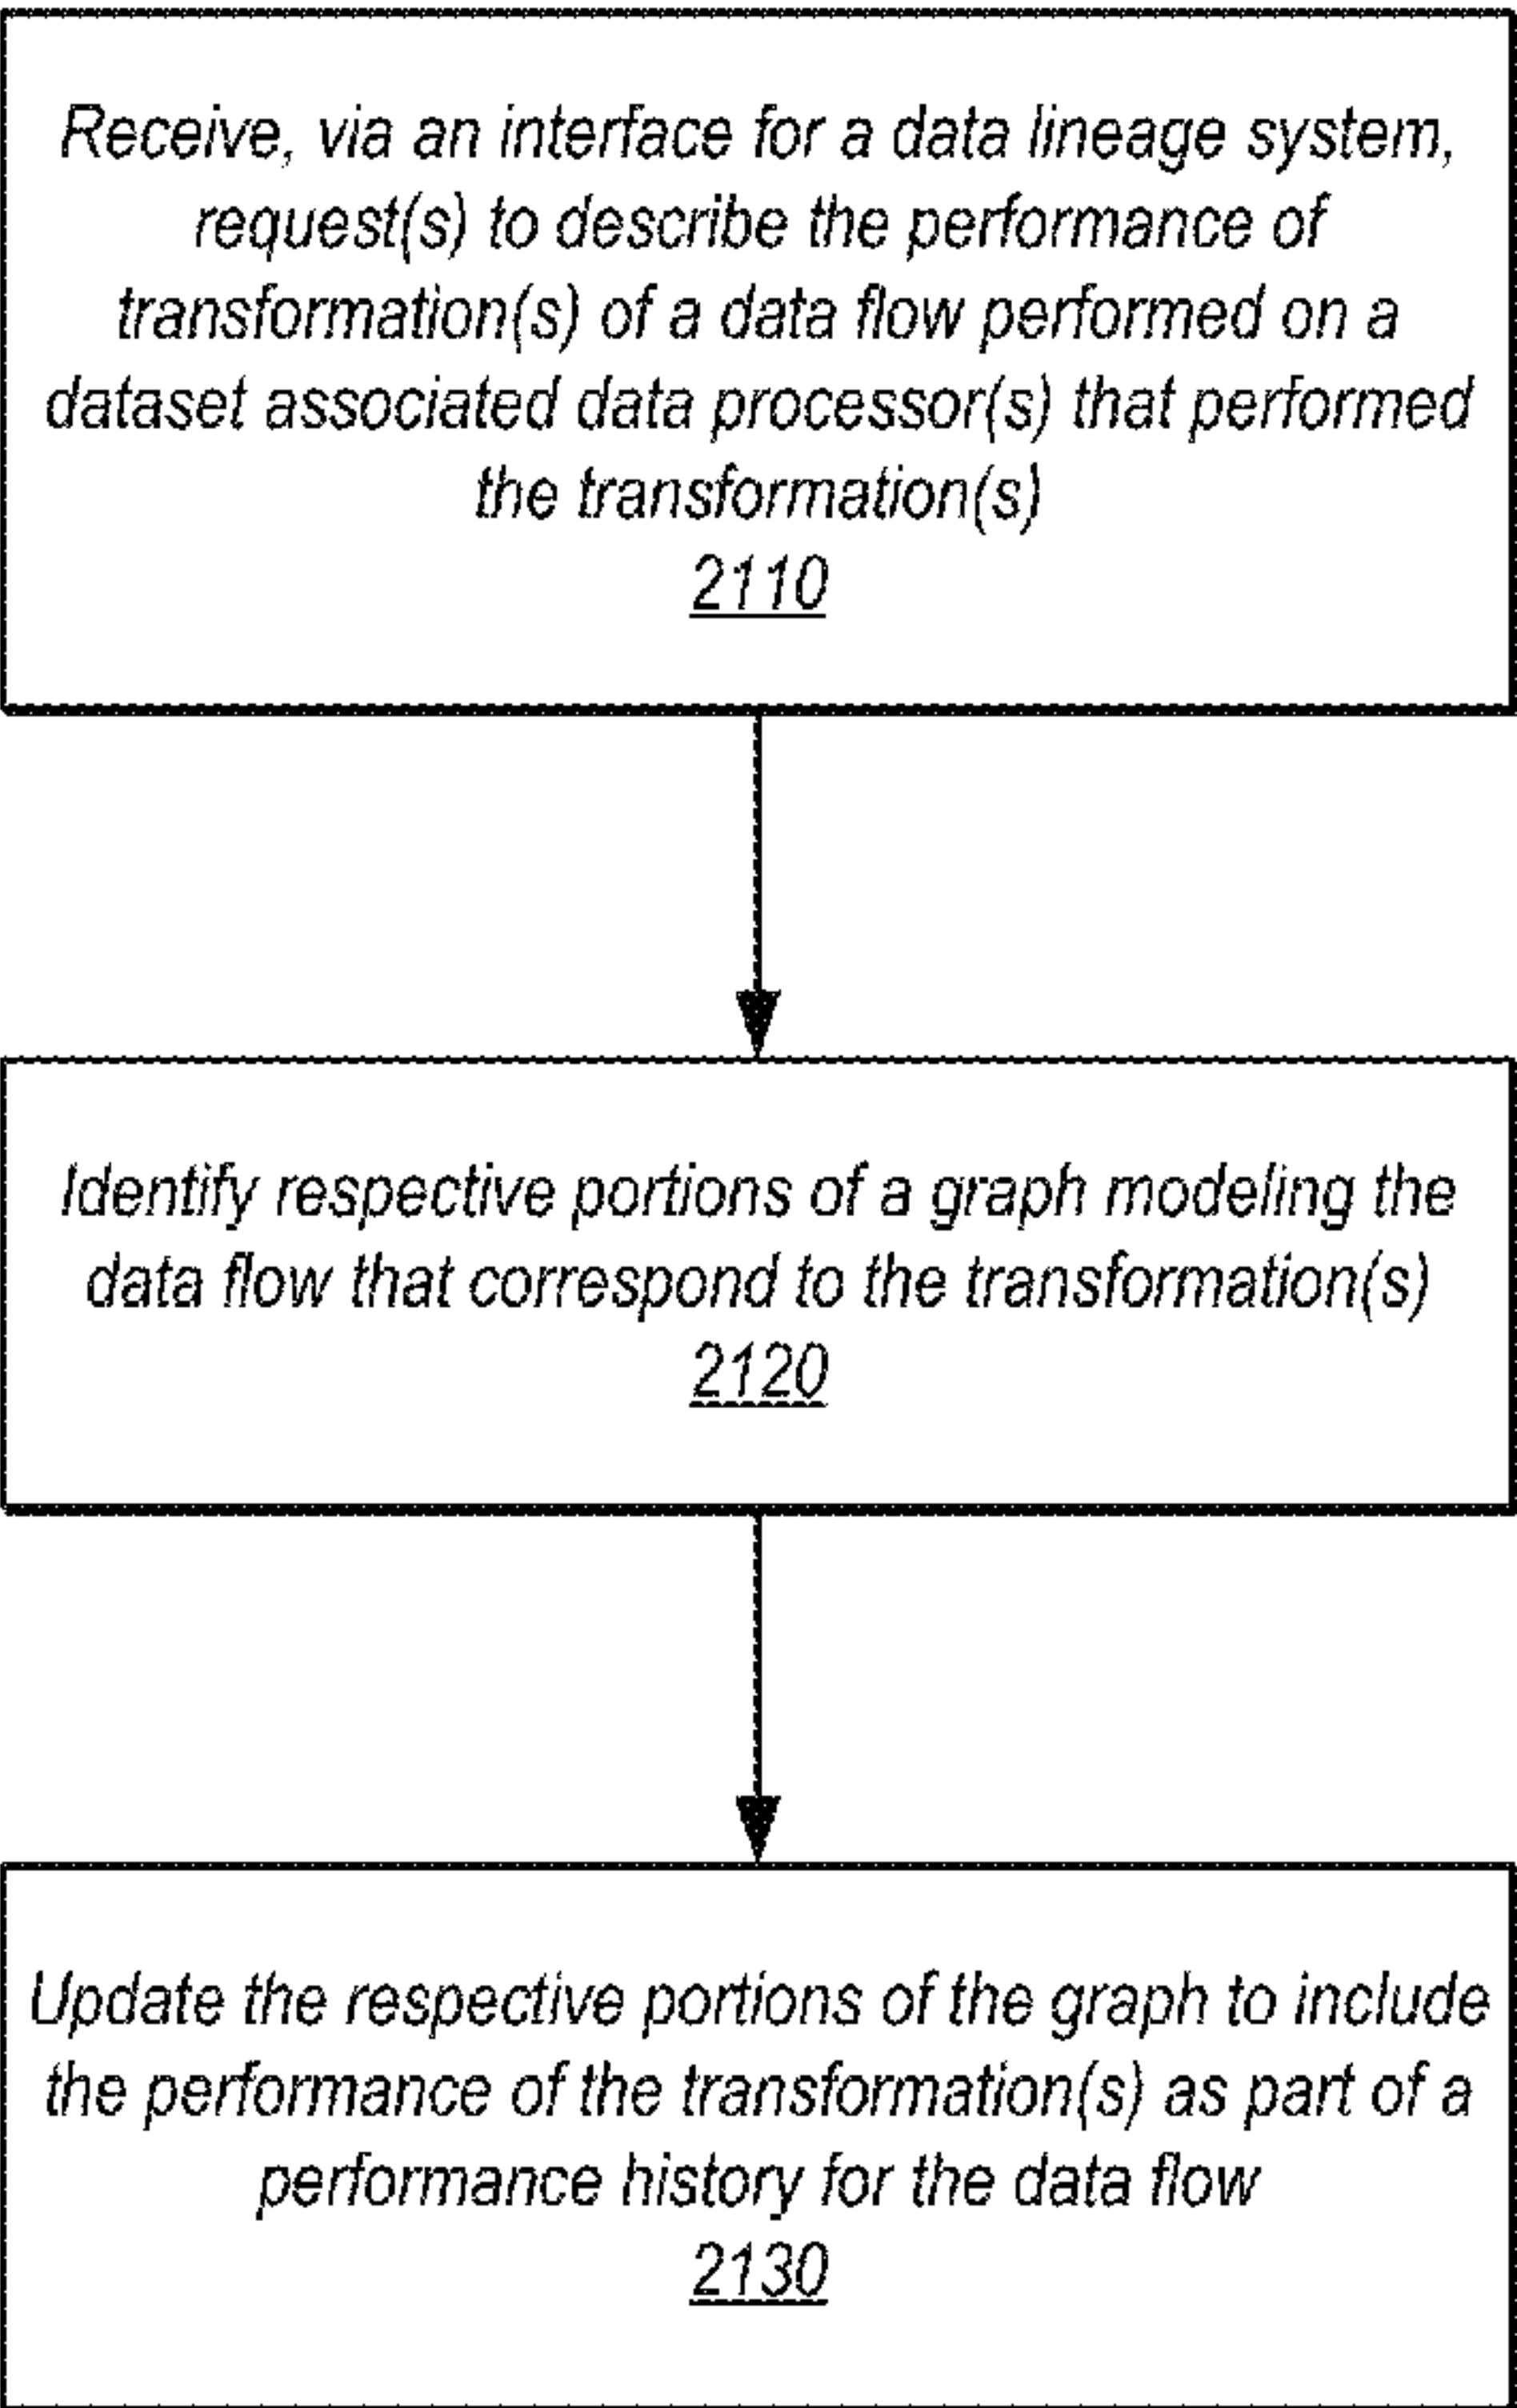 Receive, via an interface for a data lineage system,
request(s) to describe the performance of
transformation(s) of a data flow performed on a
dataset associated data processor(s) that performed
the transformation(s)
2110
Identify respective portions of a graph modeling the
data flow that correspond to the transformation(s)
2120
Update the respective portions of the graph to include
the performance of the transformation(s) as part of a
performance history for the data flow
2130